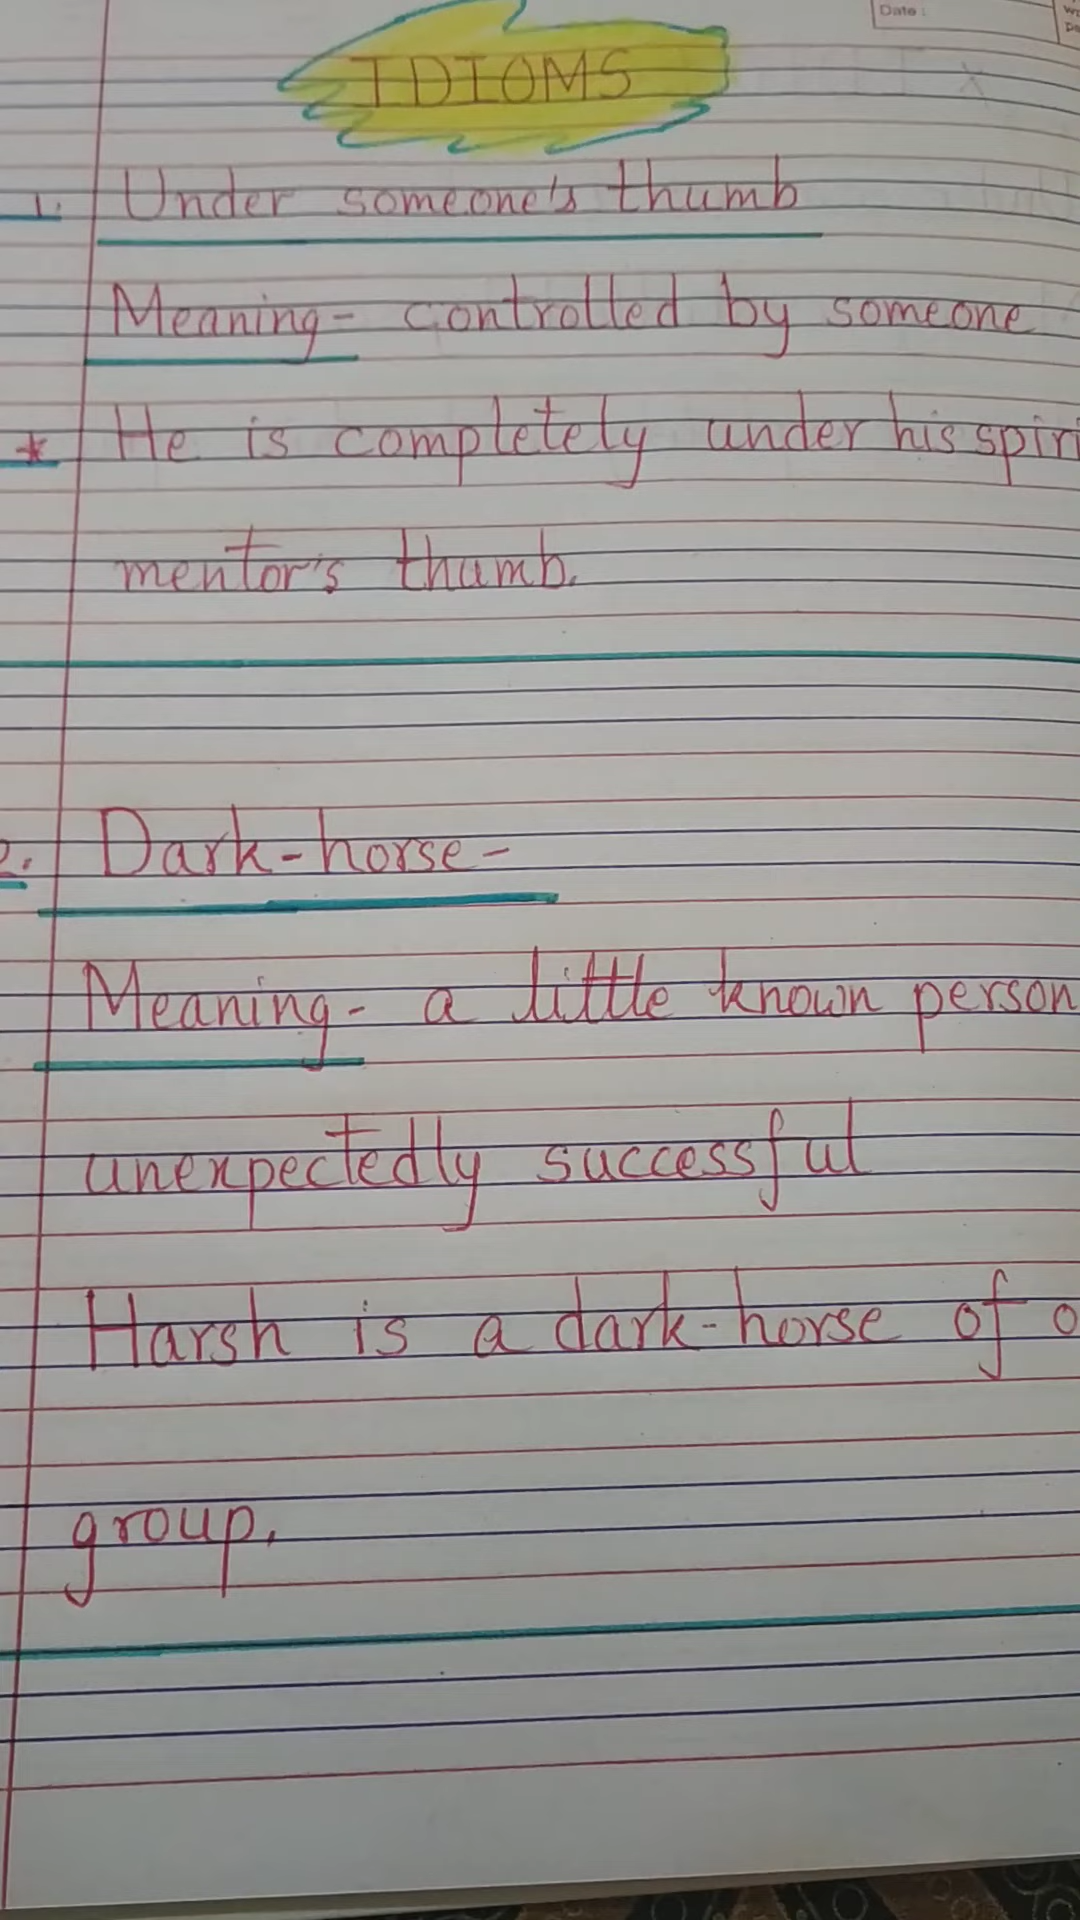 Date :
IDIOMS
1. Under someone's thumb
Meaning- controlled by someone
* He is completely under his spiri
mentor's thumb.
2. Dark-horse-
Meaning- a little known person
unexpectedly successful
Harsh is a dark-horse of o
group.